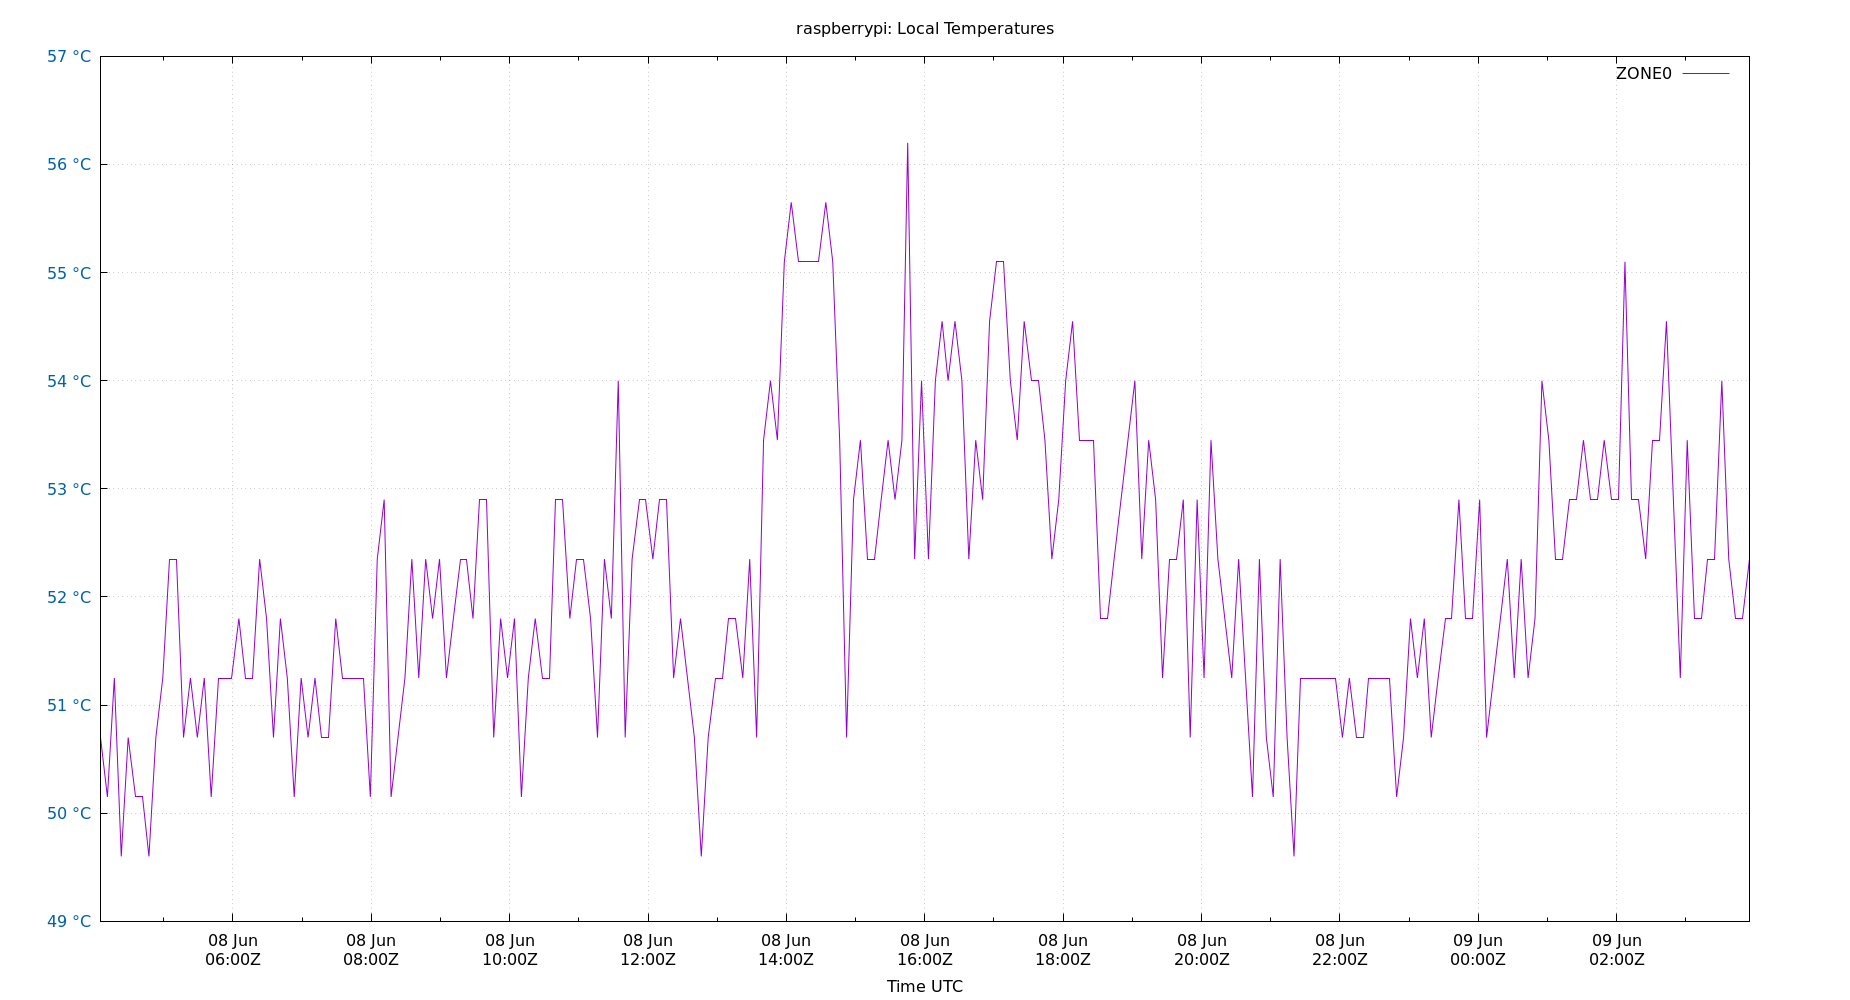 raspberrypi: Local Temperatures
57 °C
ZONE0
56 °C
55 °C
54 °C
53 °C
52 °C
51 °C
50 °C
49 °C
08 Jun 08 Jun 08 Jun 08 Jun 08 Jun 08 Jun 08 Jun 08 Jun 08 Jun 09 Jun 09 Jun
06:00Z 08:00Z 10:00Z 12:00Z 14:00Z 16:00Z 18:00Z 20:00Z 22:00Z 00:00Z 02:00Z
Time UTC